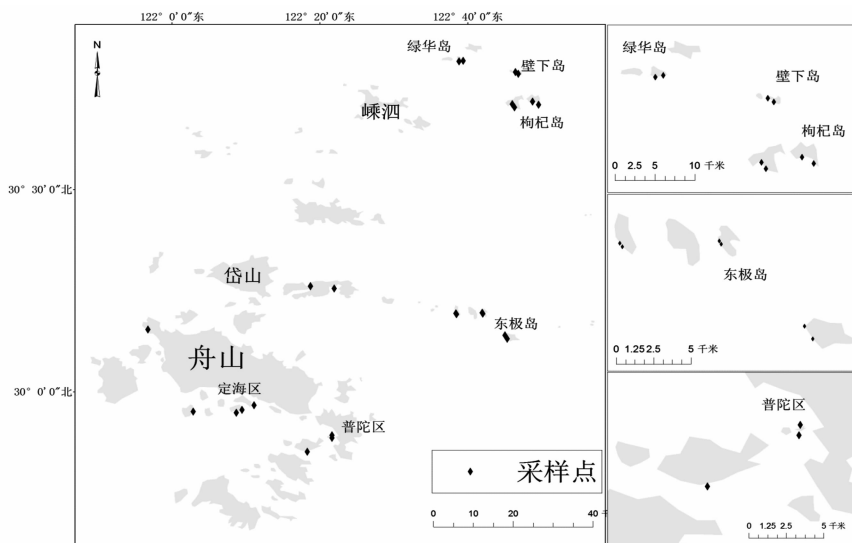 122° 0′ 0″东
122° 20′ 0″东
122° 40′ 0″东
N
绿华岛
壁下岛
嵊泗
枸杞岛
30° 30′ 0″北
岱山
东极岛
舟山
定海区
30° 0′ 0″北
普陀区
采样点
0 10 20 40 千
绿华岛
壁下岛
枸杞岛
0 2.5 5 10 千米
东极岛
0 1.25 2.5 5 千米
普陀区
0 1.25 2.5 5 千米